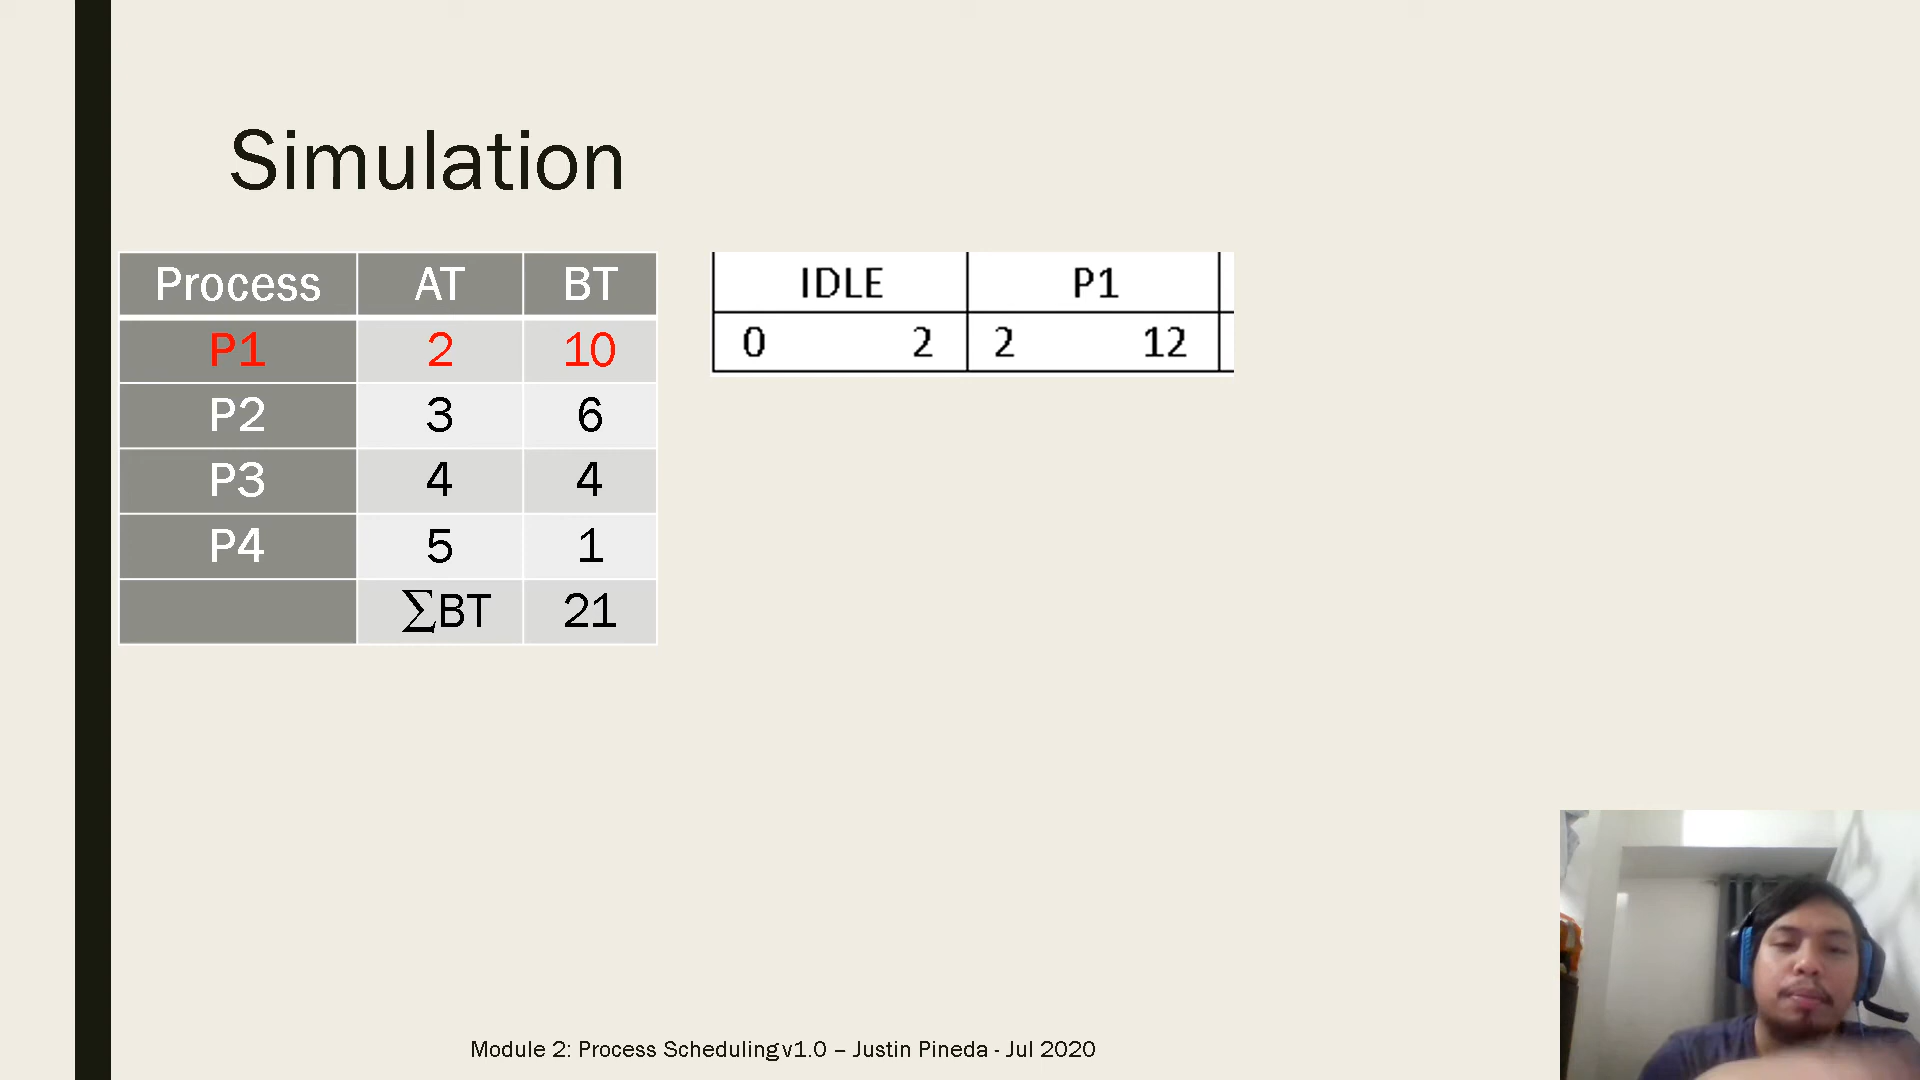 Simulation
Process AT BT
P1 2 10
P2 3 6
P3 4 4
P4 5 1
∑BT 21
IDLE P1
0 2 2 12
Module 2: Process Scheduling v1.0 – Justin Pineda - Jul 2020